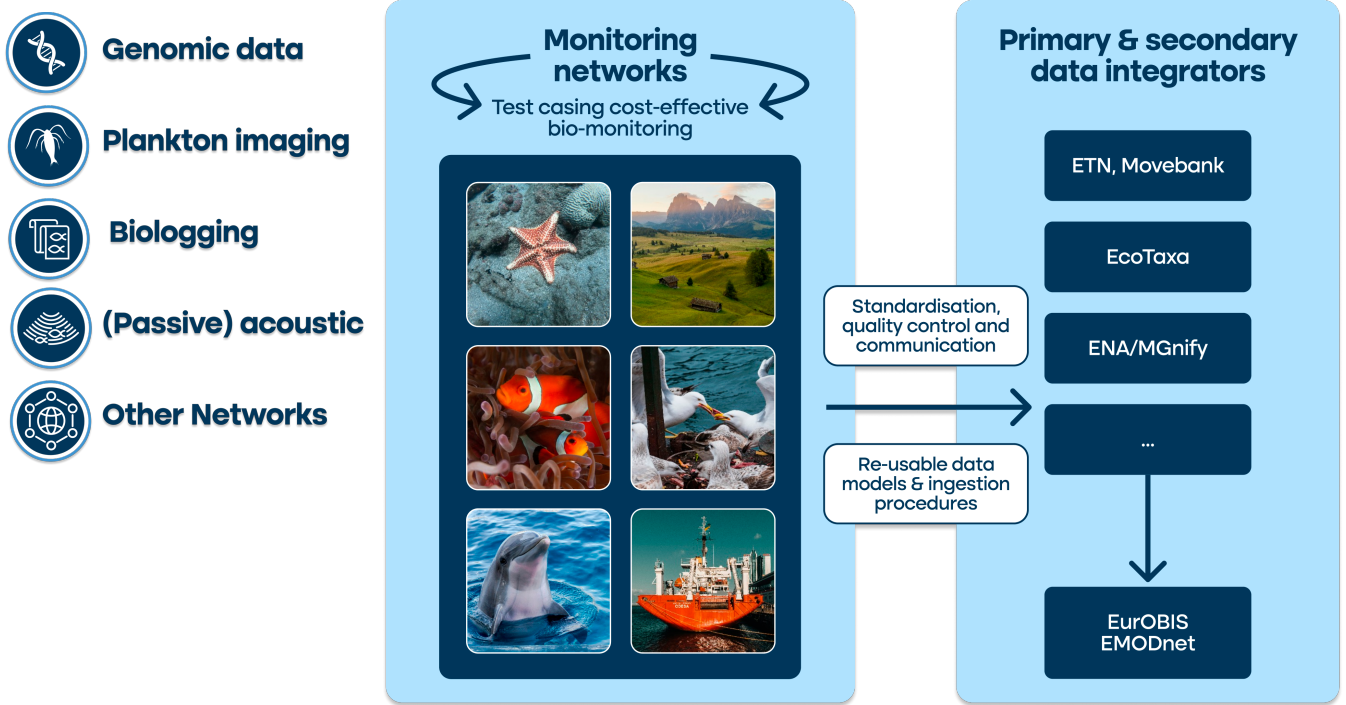 Genomic data
Plankton imaging
Biologging
(Passive) acoustic
Other Networks
Monitoring
networks
Test casing cost-effective
bio-monitoring
Standardisation,
quality control and
communication
Re-usable data
models & ingestion
procedures
Primary & secondary
data integrators
ETN, Movebank
EcoTaxa
ENA/MGnify
...
EurOBIS
EMODnet